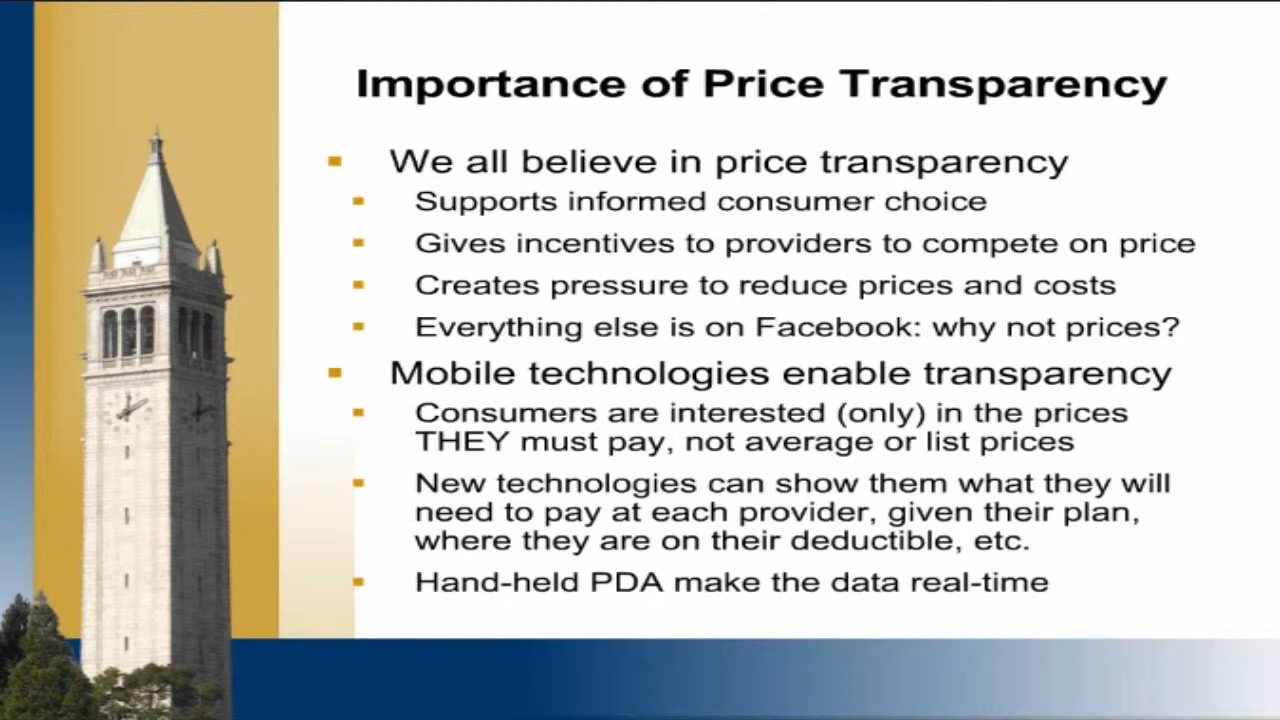 Importance of Price Transparency
We all believe in price transparency
Supports informed consumer choice
Gives incentives to providers to compete on price
Creates pressure to reduce prices and costs
Everything else is on Facebook: why not prices?
Mobile technologies enable transparency
Consumers are interested (only) in the prices
THEY must pay, not average or list prices
New technologies can show them what they will
need to pay at each provider, given their plan,
where they are on their deductible, etc.
Hand-held PDA make the data real-time